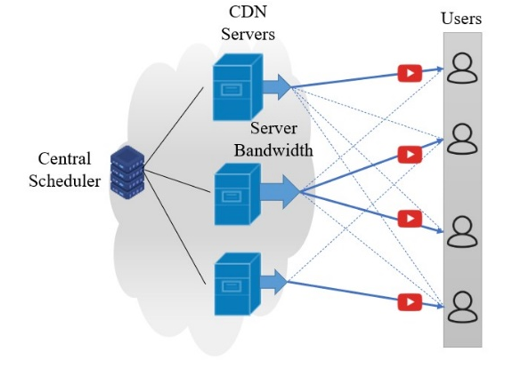 CDN
Servers
Users
Server
Bandwidth
Central
Scheduler